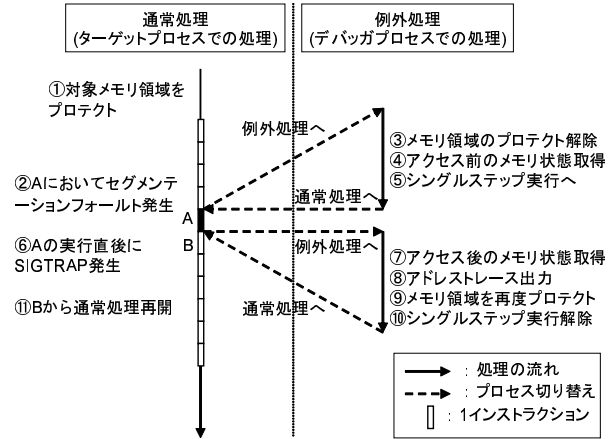 通常処理
(ターゲットプロセスでの処理)
例外処理
(デバッガプロセスでの処理)
①対象メモリ領域を
プロテクト
例外処理へ
③メモリ領域のプロテクト解除
④アクセス前のメモリ状態取得
⑤シングルステップ実行へ
②Aにおいてセグメンテ
ーションフォールト発生
通常処理へ
A
⑥Aの実行直後に
SIGTRAP発生
B
例外処理へ
⑦アクセス後のメモリ状態取得
⑧アドレストレース出力
⑨メモリ領域を再度プロテクト
⑩シングルステップ実行解除
⑪Bから通常処理再開
通常処理へ
: 処理の流れ
: プロセス切り替え
: 1インストラクション